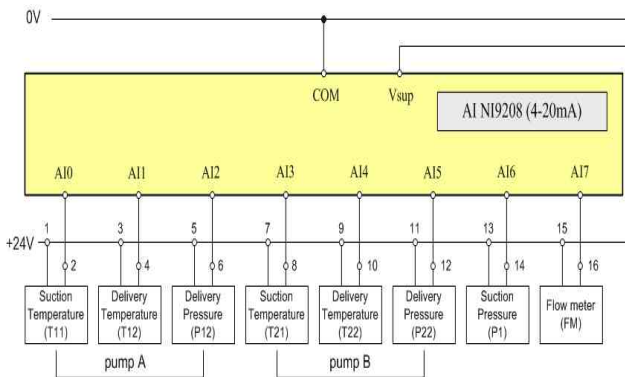 0V
COM Vsup
AI NI9208 (4-20mA)
AI0 AI1 AI2 AI3 AI4 AI5 AI6 AI7
1 3 5 7 9 11 13 15
+24V
2 4 6 8 10 12 14 16
Suction Delivery Delivery Suction Delivery Delivery Suction Flow meter
Temperature Temperature Pressure Temperature Temperature Pressure Pressure (FM)
(T11) (T12) (P12) (T21) (T22) (P22) (P1)
pump A pump B